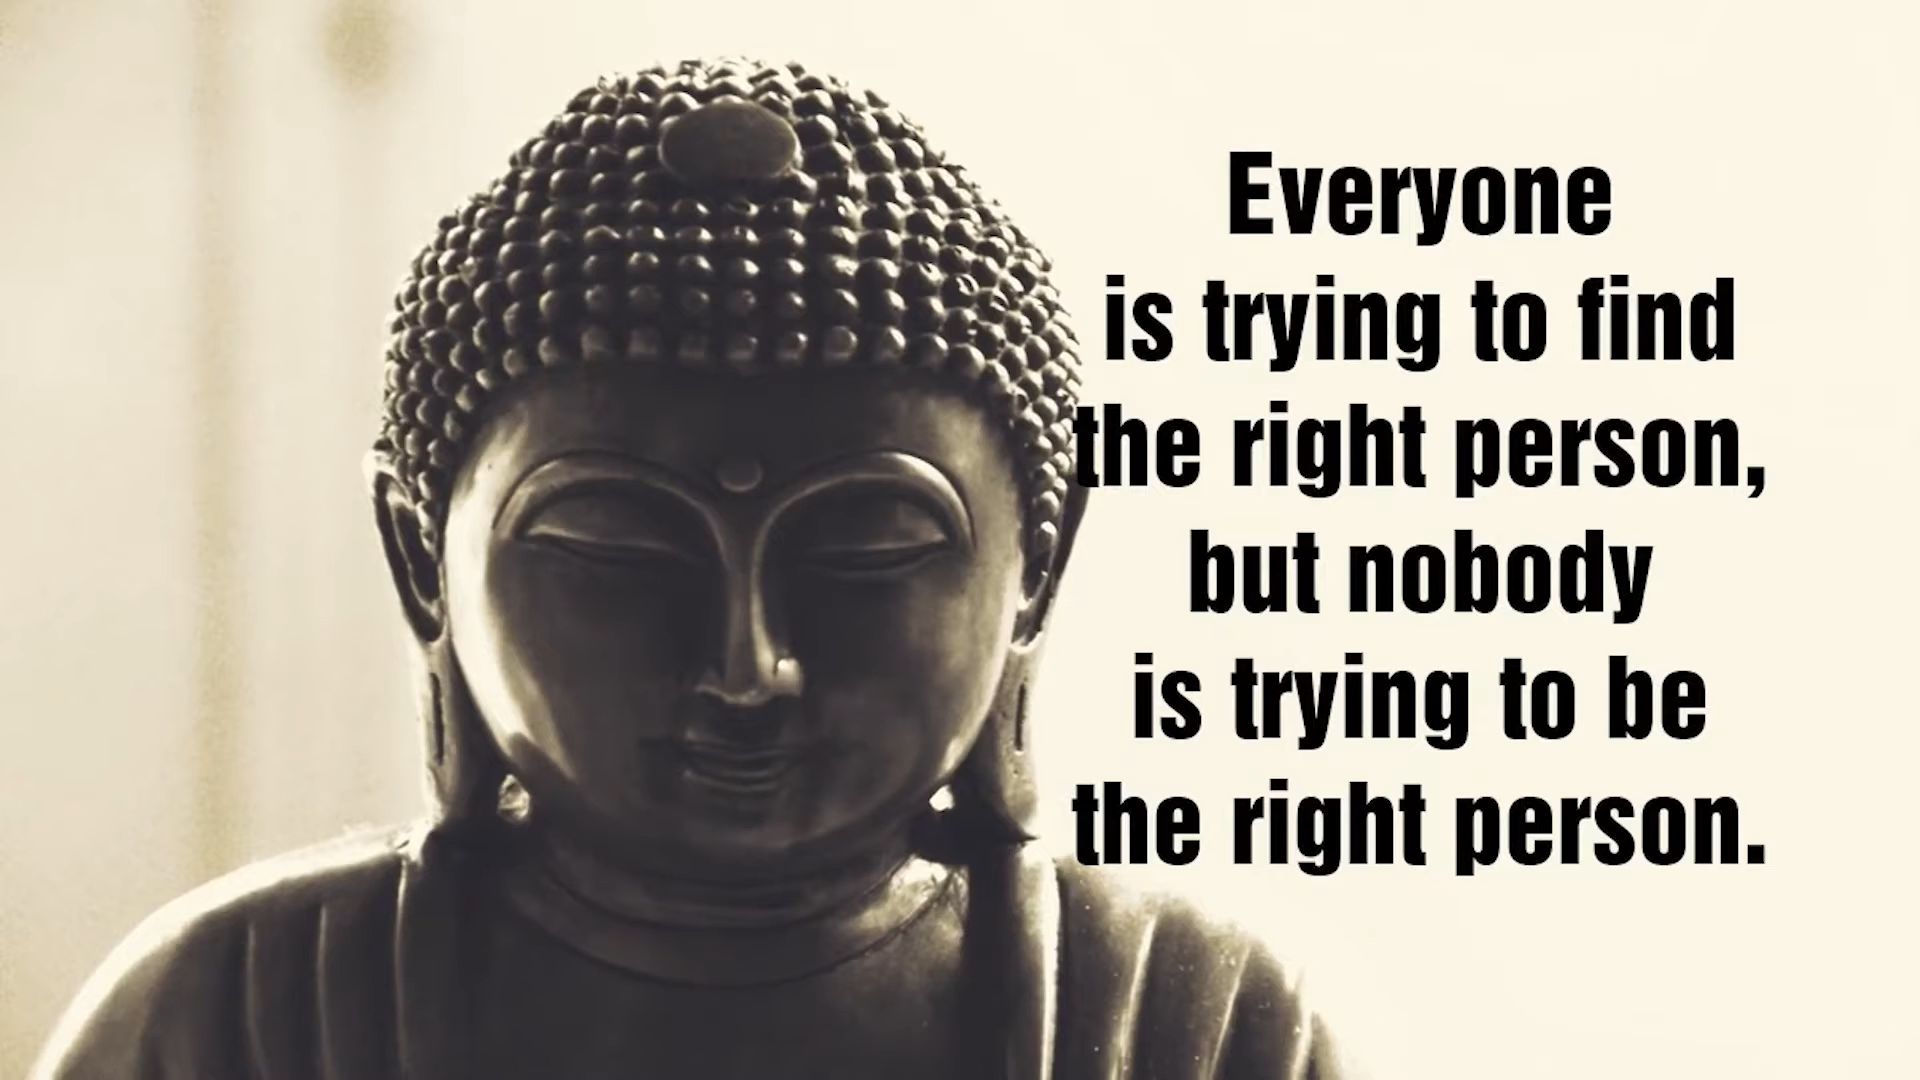 Everyone
is trying to find
the right person,
but nobody
is trying to be
the right person.